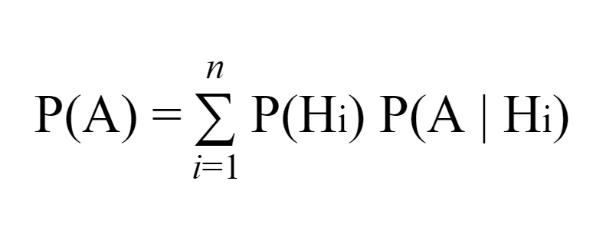 n
P(A) = ∑ P(Hi) P(A | Hi)
i=1